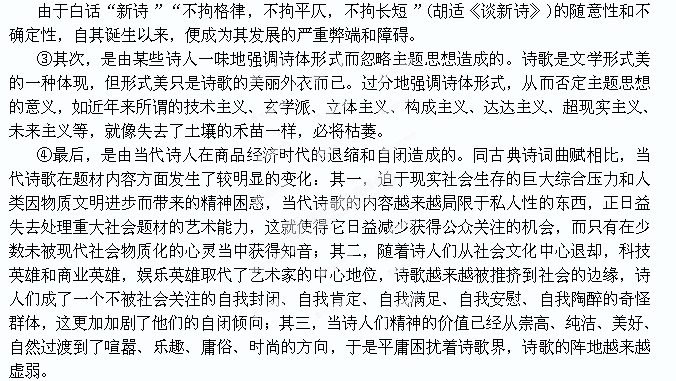 由于白话“新诗”“不拘格律，不拘平仄，不拘长短”(胡适《谈新诗》)的随意性和不
确定性，自其诞生以来，便成为其发展的严重弊端和障碍。
③其次，是由某些诗人一味地强调诗体形式而忽略主题思想造成的。诗歌是文学形式美
的一种体现，但形式美只是诗歌的美丽外衣而已。过分地强调诗体形式，从而否定主题思想
的意义，如近年来所谓的技术主义、玄学派、立体主义、构成主义、达达主义、超现实主义、
未来主义等，就像失去了土壤的禾苗一样，必将枯萎。
④最后，是由当代诗人在商品经济时代的退缩和自闭造成的。同古典诗词曲赋相比，当
代诗歌在题材内容方面发生了较明显的变化：其一，迫于现实社会生存的巨大综合压力和人
类因物质文明进步而带来的精神困惑，当代诗歌的内容越来越局限于私人性的东西，正日益
失去处理重大社会题材的艺术能力，这就使得它日益减少获得公众关注的机会，而只有在少
数未被现代社会物质化的心灵当中获得知音；其二，随着诗人们从社会文化中心退却，科技
英雄和商业英雄，娱乐英雄取代了艺术家的中心地位，诗歌越来越被推挤到社会的边缘，诗
人们成了一个不被社会关注的自我封闭、自我肯定、自我满足、自我安慰、自我陶醉的奇怪
群体，这更加加剧了他们的自闭倾向；其三，当诗人们精神的价值已经从崇高、纯洁、美好、
自然过渡到了喧嚣、乐趣、庸俗、时尚的方向，于是平庸困扰着诗歌界，诗歌的阵地越来越
虚弱。